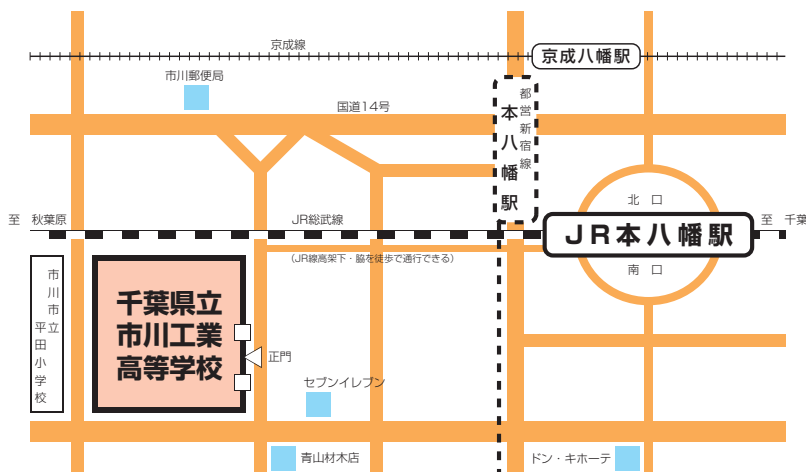 京成線
京成八幡駅
市川郵便局
国道14号
都営新宿線
本八幡駅
北 口
至 秋葉原
JR総武線
JR本八幡駅
至 千葉
(JR線高架下・脇を徒歩で通行できる)
南 口
市川市立
平田小学校
千葉県立
市川工業
高等学校
正門
セブンイレブン
青山材木店
ドン・キホーテ